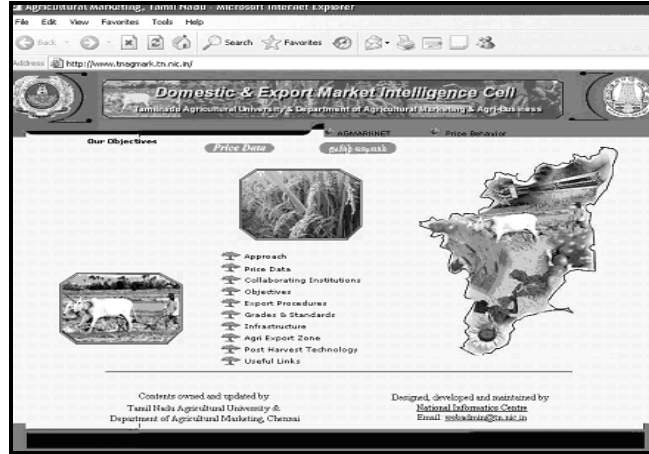 Agricultural Marketing, Tamil Nadu - Microsoft Internet Explorer
File Edit View Favorites Tools Help
Back Search Favorites
Address http://www.tnagmark.tn.nic.in/
Domestic & Export Market Intelligence Cell
Tamilnadu Agricultural University & Department of Agricultural Marketing & Agri-Business
AGMARKNET Price Behavior
Our Objectives
Price Data
Approach
Price Data
Collaborating Institutions
Objectives
Export Procedures
Grades & Standards
Infrastructure
Agri Export Zone
Post Harvest Technology
Useful Links
Contents owned and updated by
Tamil Nadu Agricultural University &
Department of Agricultural Marketing, Chennai
Designed, developed and maintained by
National Informatics Centre
Email: webadmin@tn.nic.in